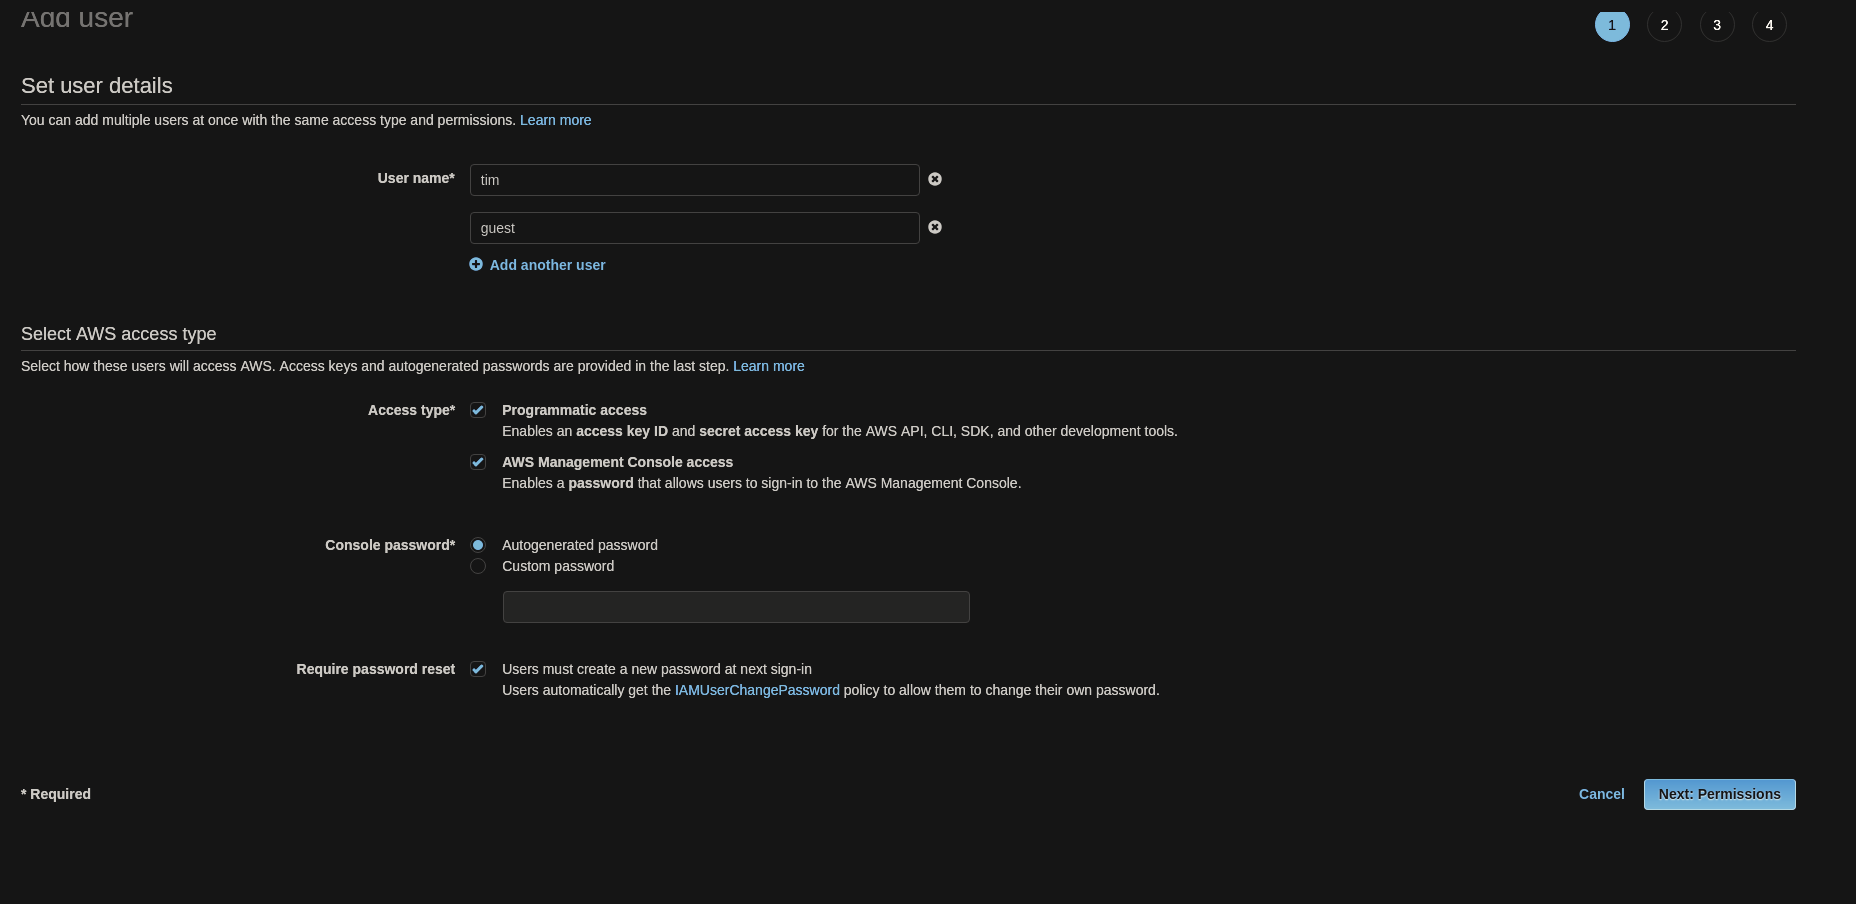 Add user
1 2 3 4
Set user details
You can add multiple users at once with the same access type and permissions. Learn more
User name* tim
guest
Add another user
Select AWS access type
Select how these users will access AWS. Access keys and autogenerated passwords are provided in the last step. Learn more
Access type* Programmatic access
Enables an access key ID and secret access key for the AWS API, CLI, SDK, and other development tools.
AWS Management Console access
Enables a password that allows users to sign-in to the AWS Management Console.
Console password* Autogenerated password
Custom password
Require password reset Users must create a new password at next sign-in
Users automatically get the IAMUserChangePassword policy to allow them to change their own password.
* Required Cancel Next: Permissions